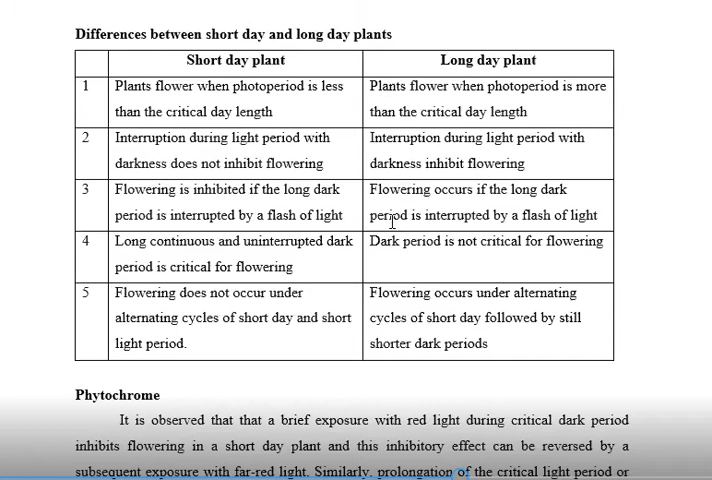 Differences between short day and long day plants
Short day plant Long day plant
1 Plants flower when photoperiod is less Plants flower when photoperiod is more
than the critical day length than the critical day length
2 Interruption during light period with Interruption during light period with
darkness does not inhibit flowering darkness inhibit flowering
3 Flowering is inhibited if the long dark Flowering occurs if the long dark
period is interrupted by a flash of light period is interrupted by a flash of light
4 Long continuous and uninterrupted dark Dark period is not critical for flowering
period is critical for flowering
5 Flowering does not occur under Flowering occurs under alternating
alternating cycles of short day and short cycles of short day followed by still
light period. shorter dark periods
Phytochrome
It is observed that that a brief exposure with red light during critical dark period
inhibits flowering in a short day plant and this inhibitory effect can be reversed by a
subsequent exposure with far-red light. Similarly, prolongation of the critical light period or